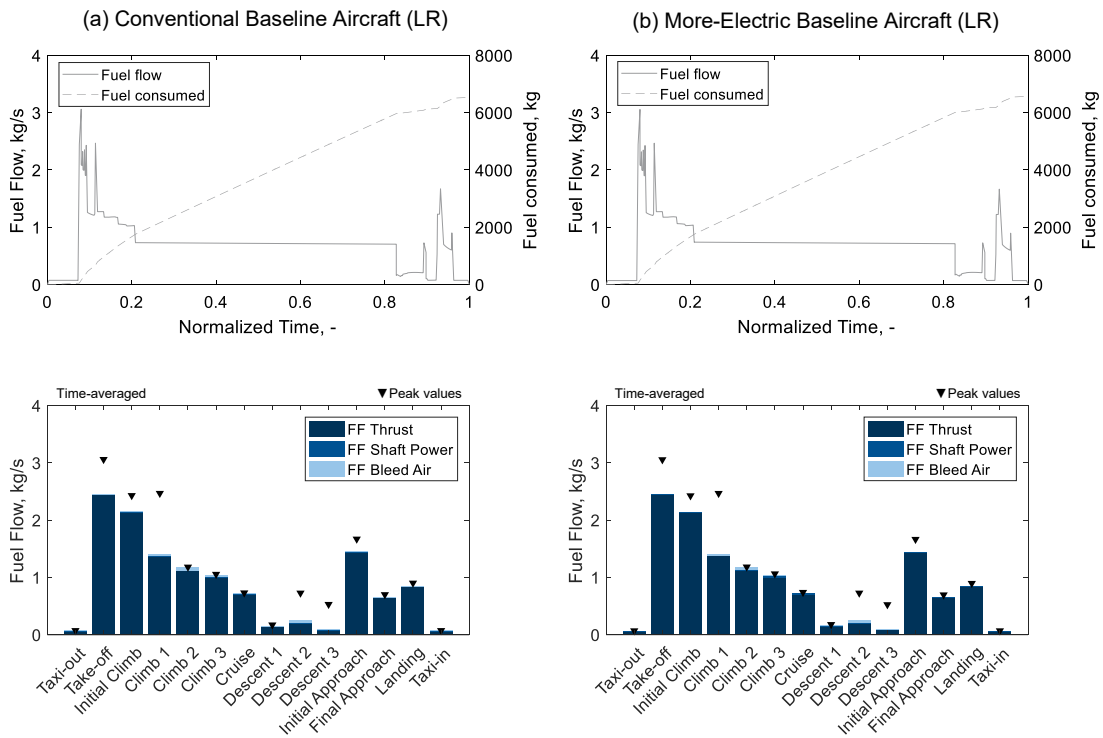 (a) Conventional Baseline Aircraft (LR)
Fuel flow
Fuel consumed
Fuel Flow, kg/s
4
3
2
1
0
8000
6000
4000
2000
0
Fuel consumed, kg
0 0.2 0.4 0.6 0.8 1
Normalized Time, -
(b) More-Electric Baseline Aircraft (LR)
Fuel flow
Fuel consumed
Fuel Flow, kg/s
4
3
2
1
0
8000
6000
4000
2000
0
Fuel consumed, kg
0 0.2 0.4 0.6 0.8 1
Normalized Time, -
Time-averaged
Peak values
FF Thrust
FF Shaft Power
FF Bleed Air
Fuel Flow, kg/s
4
3
2
1
0
Taxi-out
Take-off
Initial Climb
Climb 1
Climb 2
Climb 3
Cruise
Descent 1
Descent 2
Descent 3
Initial Approach
Final Approach
Landing
Taxi-in
Time-averaged
Peak values
FF Thrust
FF Shaft Power
FF Bleed Air
Fuel Flow, kg/s
4
3
2
1
0
Taxi-out
Take-off
Initial Climb
Climb 1
Climb 2
Climb 3
Cruise
Descent 1
Descent 2
Descent 3
Initial Approach
Final Approach
Landing
Taxi-in